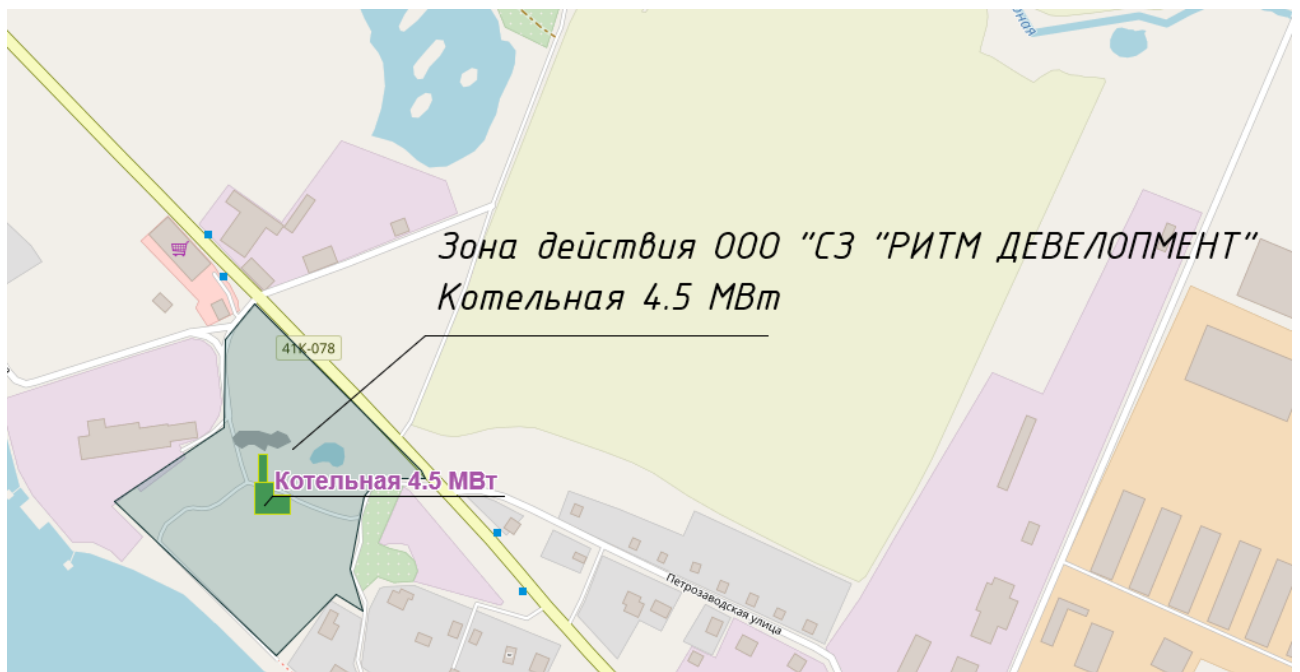 Зона действия ООО "СЗ "РИТМ ДЕВЕЛОПМЕНТ"
Котельная 4.5 МВт
41К-078
Котельная 4.5 МВт
Петрозаводская улица